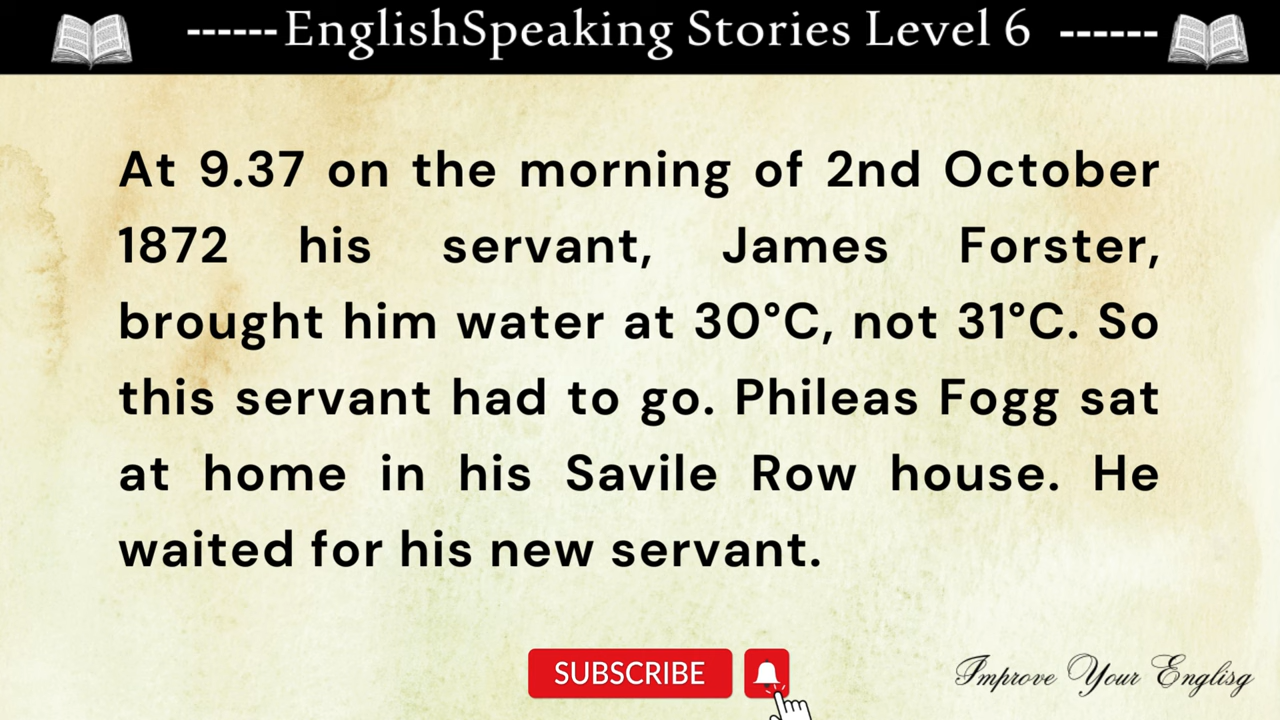 ------EnglishSpeaking Stories Level 6 ------
At 9.37 on the morning of 2nd October
1872 his servant, James Forster,
brought him water at 30°C, not 31°C. So
this servant had to go. Phileas Fogg sat
at home in his Savile Row house. He
waited for his new servant.
SUBSCRIBE
Improve Your Englisg